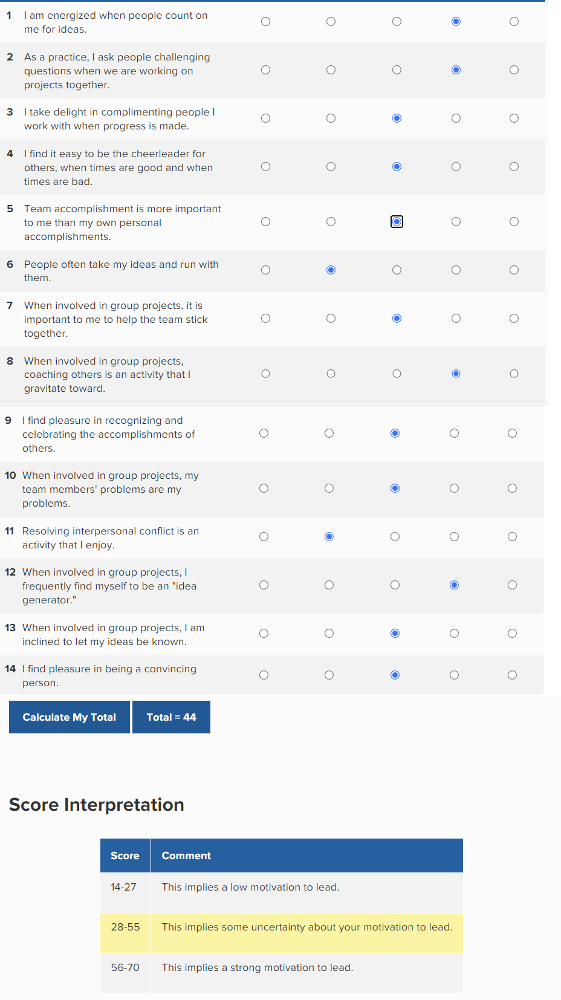 1 I am energized when people count on
me for ideas.
2 As a practice, I ask people challenging
questions when we are working on
projects together.
3 I take delight in complimenting people I
work with when progress is made.
4 I find it easy to be the cheerleader for
others, when times are good and when
times are bad.
5 Team accomplishment is more important
to me than my own personal
accomplishments.
6 People often take my ideas and run with
them.
7 When involved in group projects, it is
important to me to help the team stick
together.
8 When involved in group projects,
coaching others is an activity that I
gravitate toward.
9 I find pleasure in recognizing and
celebrating the accomplishments of
others.
10 When involved in group projects, my
team members' problems are my
problems.
11 Resolving interpersonal conflict is an
activity that I enjoy.
12 When involved in group projects, I
frequently find myself to be an "idea
generator."
13 When involved in group projects, I am
inclined to let my ideas be known.
14 I find pleasure in being a convincing
person.
Calculate My Total Total = 44
Score Interpretation
Score Comment
14-27 This implies a low motivation to lead.
28-55 This implies some uncertainty about your motivation to lead.
56-70 This implies a strong motivation to lead.